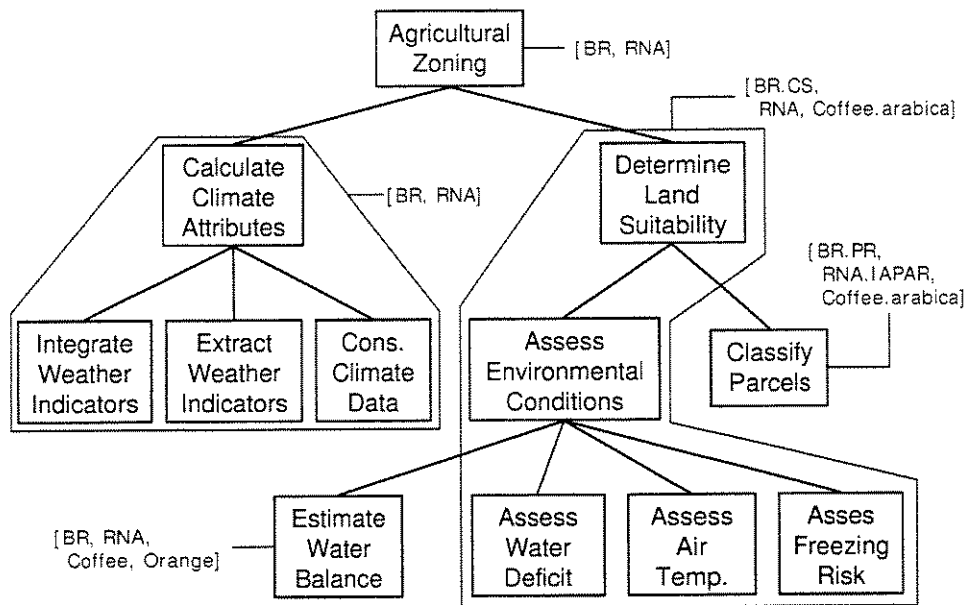 Agricultural
Zoning
[BR, RNA]
[BR.CS,
RNA, Coffee.arabica]
Calculate
Climate
Attributes
[BR, RNA]
Determine
Land
Suitability
[BR.PR,
RNA.IAPAR,
Coffee.arabica]
Integrate
Weather
Indicators
Extract
Weather
Indicators
Cons.
Climate
Data
Assess
Environmental
Conditions
Classify
Parcels
[BR, RNA,
Coffee, Orange]
Estimate
Water
Balance
Assess
Water
Deficit
Assess
Air
Temp.
Asses
Freezing
Risk